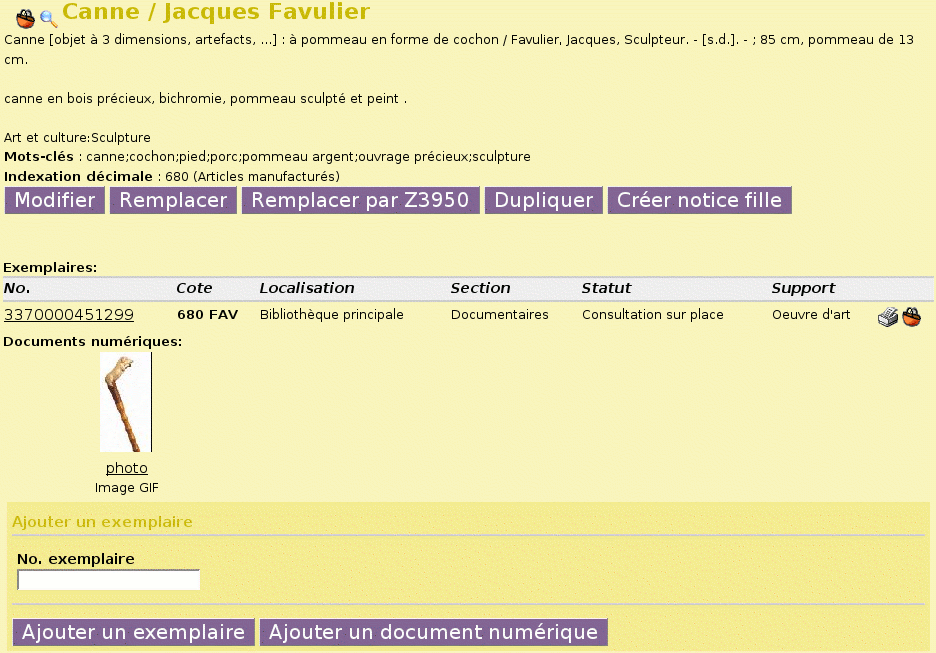 Canne / Jacques Favulier
Canne [objet à 3 dimensions, artefacts, ...] : à pommeau en forme de cochon / Favulier, Jacques, Sculpteur. - [s.d.]. - ; 85 cm, pommeau de 13
cm.
canne en bois précieux, bichromie, pommeau sculpté et peint .
Art et culture:Sculpture
Mots-clés : canne;cochon;pied;porc;pommeau argent;ouvrage précieux;sculpture
Indexation décimale : 680 (Articles manufacturés)
Modifier Remplacer Remplacer par Z3950 Dupliquer Créer notice fille
Exemplaires:
No. Cote Localisation Section Statut Support
3370000451299 680 FAV Bibliothèque principale Documentaires Consultation sur place Oeuvre d'art
Documents numériques:
photo
Image GIF
Ajouter un exemplaire
No. exemplaire
Ajouter un exemplaire Ajouter un document numérique